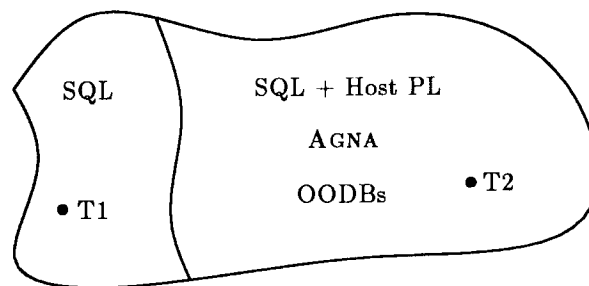 SQL
SQL + Host PL
AGNA
OODBs
T1
T2